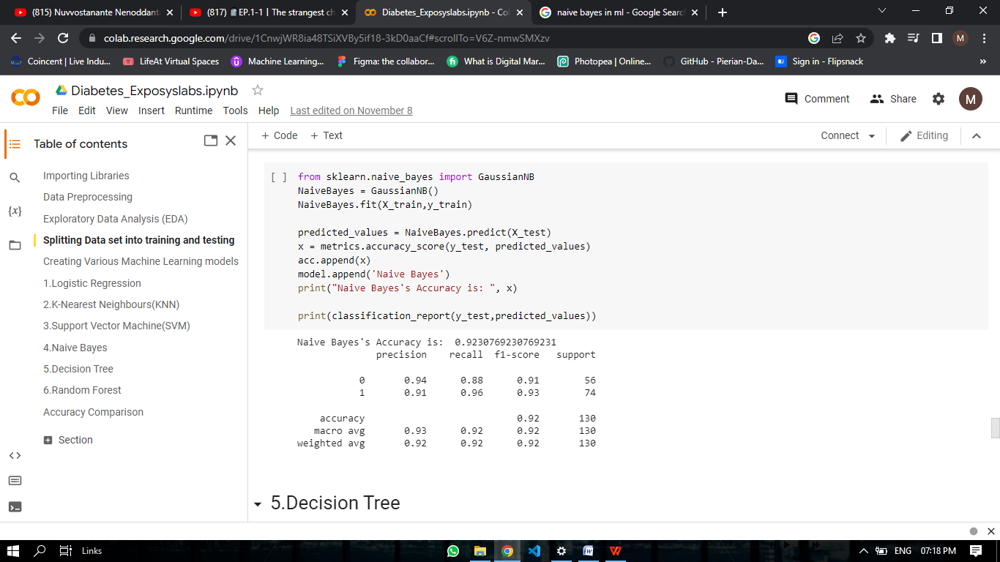 (815) Nuvvostanante Nenoddant
(817) EP.1-1 | The strangest ch
Diabetes_Exposyslabs.ipynb - Col
naive bayes in ml - Google Search
colab.research.google.com/drive/1CnwjWR8ia48TSiXVBy5if18-3kD0aaCf#scrollTo=V6Z-nmwSMXzv
M
Coincent | Live Indu...
LifeAt Virtual Spaces
Machine Learning...
Figma: the collabor...
What is Digital Mar...
Photopea | Online...
GitHub - Pierian-Da...
Sign in - Flipsnack
»
Diabetes_Exposyslabs.ipynb
File Edit View Insert Runtime Tools Help Last edited on November 8
Comment Share M
Table of contents
Importing Libraries
Data Preprocessing
Exploratory Data Analysis (EDA)
Splitting Data set into training and testing
Creating Various Machine Learning models
1.Logistic Regression
2.K-Nearest Neighbours(KNN)
3.Support Vector Machine(SVM)
4.Naive Bayes
5.Decision Tree
6.Random Forest
Accuracy Comparison
Section
{x}
+ Code + Text
Connect Editing
[ ] from sklearn.naive_bayes import GaussianNB
NaiveBayes = GaussianNB()
NaiveBayes.fit(X_train,y_train)
predicted_values = NaiveBayes.predict(X_test)
x = metrics.accuracy_score(y_test, predicted_values)
acc.append(x)
model.append('Naive Bayes')
print("Naive Bayes's Accuracy is: ", x)
print(classification_report(y_test,predicted_values))
Naive Bayes's Accuracy is:  0.9230769230769231
precision recall f1-score support
0 0.94 0.88 0.91 56
1 0.91 0.96 0.93 74
accuracy 0.92 130
macro avg 0.93 0.92 0.92 130
weighted avg 0.92 0.92 0.92 130
5.Decision Tree
Links
ENG 07:18 PM